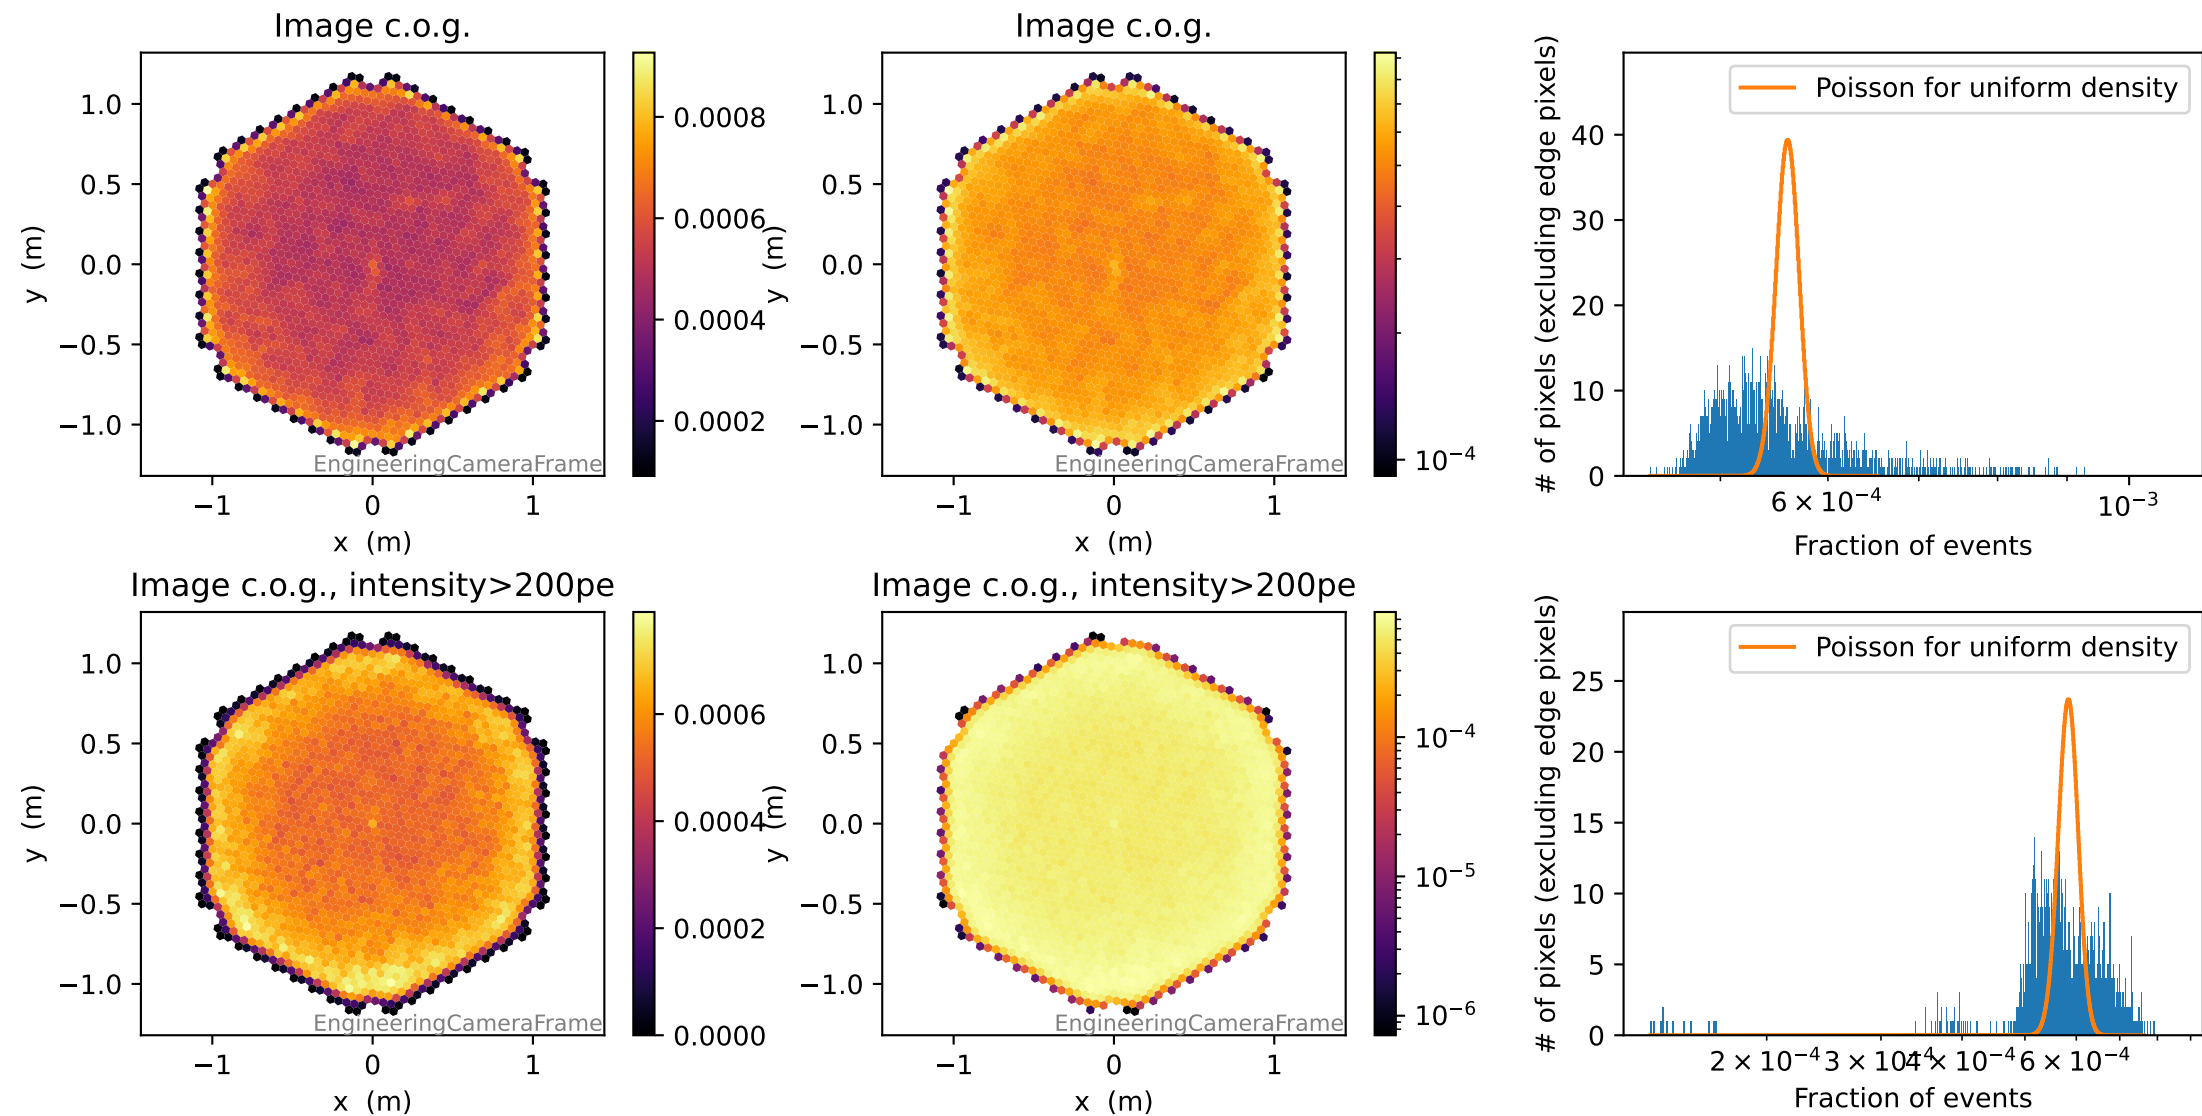 Image c.o.g.
1.0
0.5
0.0
−0.5
−1.0
y (m)
−1 0 1
x (m)
EngineeringCameraFrame
0.0008
0.0006
0.0004
0.0002
Image c.o.g.
1.0
0.5
0.0
−0.5
−1.0
y (m)
−1 0 1
x (m)
EngineeringCameraFrame
10⁻⁴
# of pixels (excluding edge pixels)
40
30
20
10
0
Poisson for uniform density
6 × 10⁻⁴ 10⁻³
Fraction of events
Image c.o.g., intensity>200pe
1.0
0.5
0.0
−0.5
−1.0
y (m)
−1 0 1
x (m)
EngineeringCameraFrame
0.0006
0.0004
0.0002
0.0000
Image c.o.g., intensity>200pe
1.0
0.5
0.0
−0.5
−1.0
y (m)
−1 0 1
x (m)
EngineeringCameraFrame
10⁻⁴
10⁻⁵
10⁻⁶
# of pixels (excluding edge pixels)
25
20
15
10
5
0
Poisson for uniform density
2 × 10⁻⁴ 3 × 10⁻⁴ 4 × 10⁻⁴ 6 × 10⁻⁴
Fraction of events